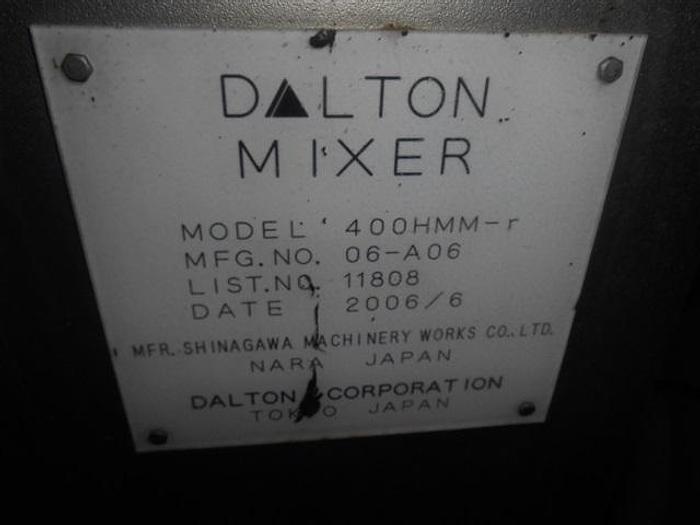 DALTON
MIXER
MODEL 400HMM-r
MFG.NO. 06-A06
LIST.NO. 11808
DATE 2006/6
MFR. SHINAGAWA MACHINERY WORKS CO., LTD.
NARA JAPAN
DALTON CORPORATION
TOKYO JAPAN